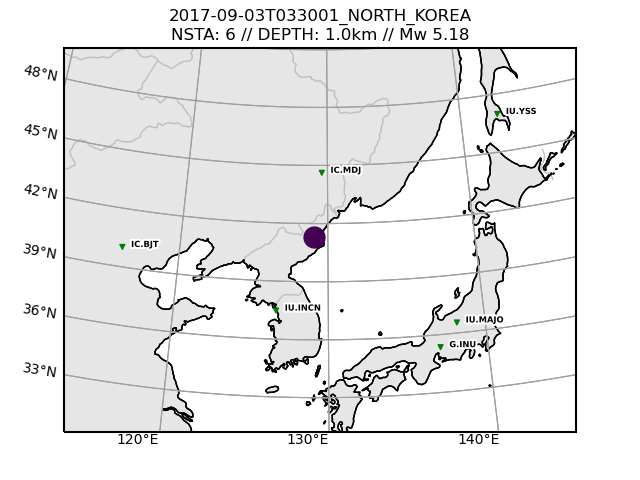 2017-09-03T033001_NORTH_KOREA
NSTA: 6 // DEPTH: 1.0km // Mw 5.18
48°N
IU.YSS
45°N
IC.MDJ
42°N
IC.BJT
39°N
IU.INCN
36°N
IU.MAJO
G.INU
33°N
120°E 130°E 140°E